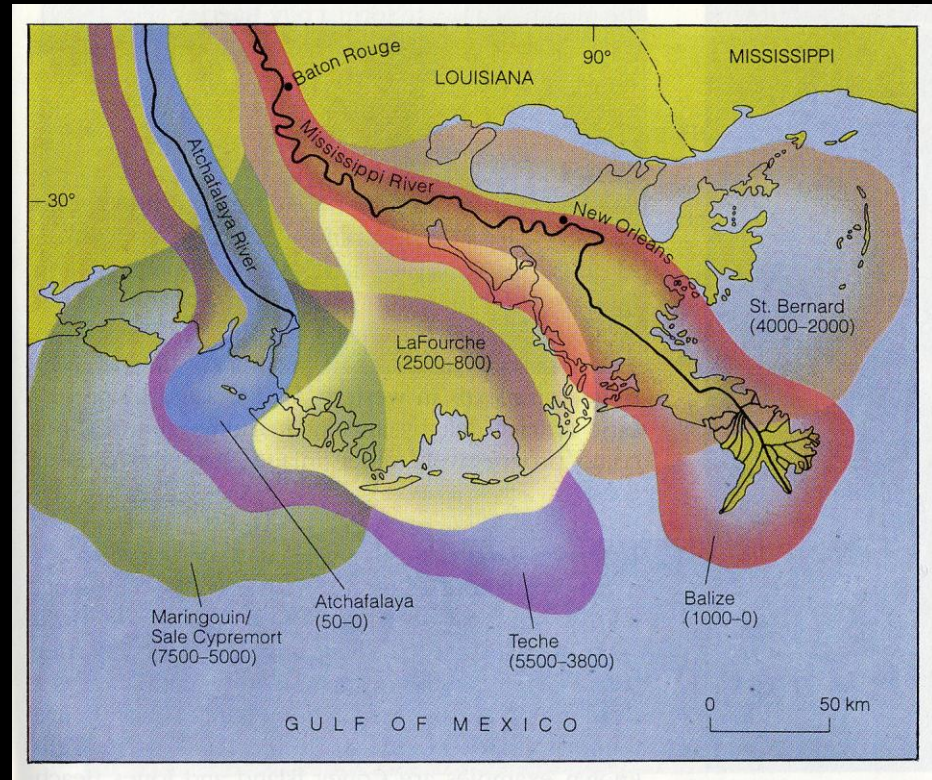 90°
MISSISSIPPI
LOUISIANA
Baton Rouge
Mississippi River
Atchafalaya River
30°
New Orleans
St. Bernard
(4000–2000)
LaFourche
(2500–800)
Maringouin/
Sale Cypremort
(7500–5000)
Atchafalaya
(50–0)
Teche
(5500–3800)
Balize
(1000–0)
0 50 km
GULF OF MEXICO